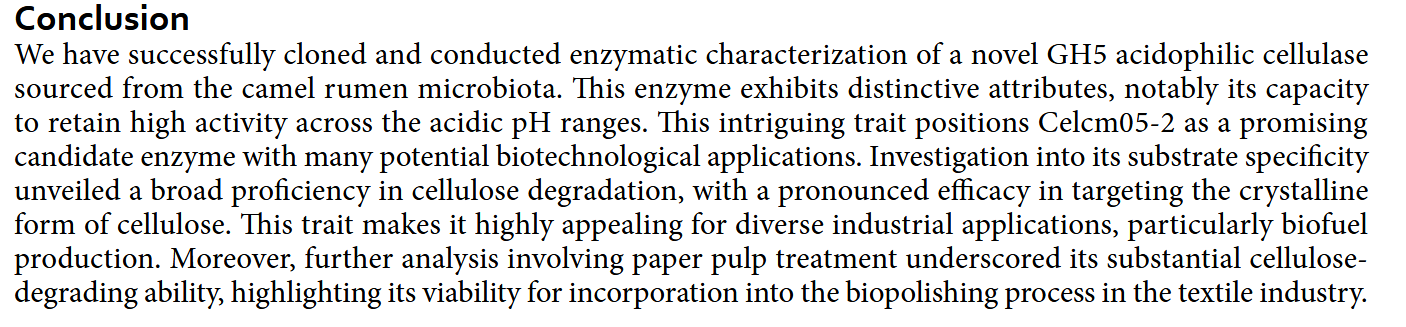 Conclusion
We have successfully cloned and conducted enzymatic characterization of a novel GH5 acidophilic cellulase
sourced from the camel rumen microbiota. This enzyme exhibits distinctive attributes, notably its capacity
to retain high activity across the acidic pH ranges. This intriguing trait positions Celcm05-2 as a promising
candidate enzyme with many potential biotechnological applications. Investigation into its substrate specificity
unveiled a broad proficiency in cellulose degradation, with a pronounced efficacy in targeting the crystalline
form of cellulose. This trait makes it highly appealing for diverse industrial applications, particularly biofuel
production. Moreover, further analysis involving paper pulp treatment underscored its substantial cellulose-
degrading ability, highlighting its viability for incorporation into the biopolishing process in the textile industry.